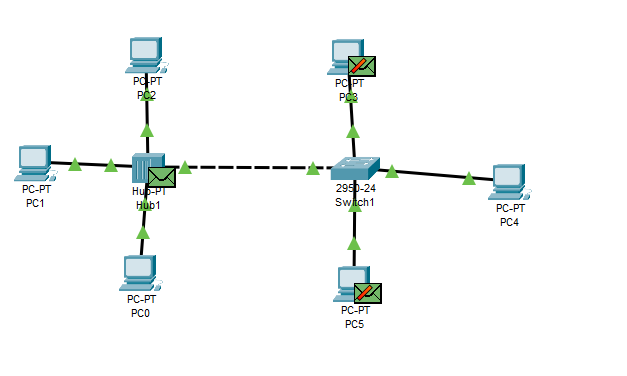 PC-PT
PC2
PC-PT
PC3
PC-PT
PC1
Hub-PT
Hub1
2950-24
Switch1
PC-PT
PC4
PC-PT
PC0
PC-PT
PC5